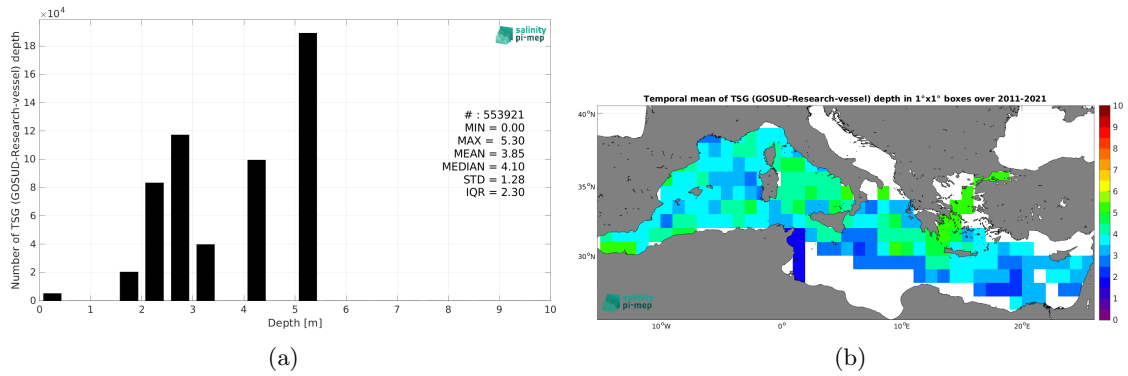 ×10⁴
18
16
14
12
10
8
6
4
2
0
Number of TSG (GOSUD-Research-vessel) depth
0 1 2 3 4 5 6 7 8 9 10
Depth [m]
salinity
pi-mep
# : 553921
MIN = 0.00
MAX = 5.30
MEAN = 3.85
MEDIAN = 4.10
STD = 1.28
IQR = 2.30
(a)
Temporal mean of TSG (GOSUD-Research-vessel) depth in 1°x1° boxes over 2011-2021
40°N
35°N
30°N
10°W 0° 10°E 20°E
10
9
8
7
6
5
4
3
2
1
0
salinity
pi-mep
(b)